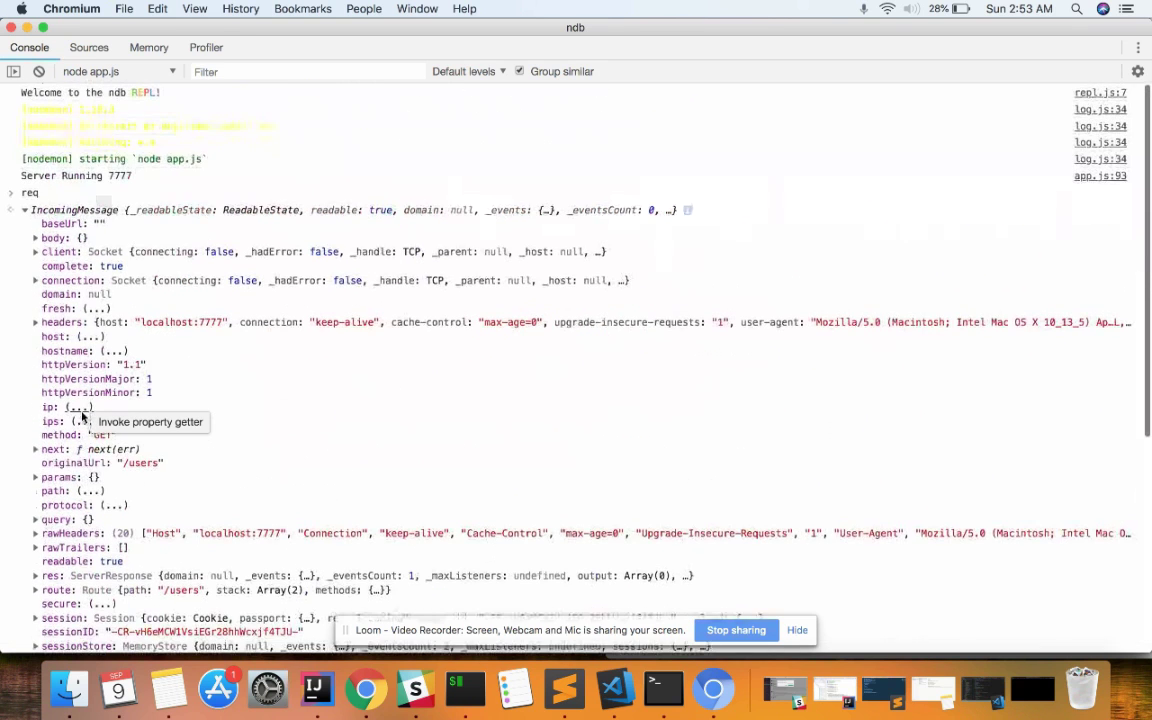 Chromium File Edit View History Bookmarks People Window Help 28% Sun 2:53 AM
ndb
Console Sources Memory Profiler
node app.js Filter Default levels Group similar
Welcome to the ndb REPL! repl.js:7
[nodemon] log.js:34
[nodemon] log.js:34
[nodemon] log.js:34
[nodemon] starting `node app.js` log.js:34
Server Running 7777 app.js:93
req
IncomingMessage {_readableState: ReadableState, readable: true, domain: null, _events: {…}, _eventsCount: 0, …}
baseUrl: ""
body: {}
client: Socket {connecting: false, _hadError: false, _handle: TCP, _parent: null, _host: null, …}
complete: true
connection: Socket {connecting: false, _hadError: false, _handle: TCP, _parent: null, _host: null, …}
domain: null
fresh: (...)
headers: {host: "localhost:7777", connection: "keep-alive", cache-control: "max-age=0", upgrade-insecure-requests: "1", user-agent: "Mozilla/5.0 (Macintosh; Intel Mac OS X 10_13_5) Ap…L,…
host: (...)
hostname: (...)
httpVersion: "1.1"
httpVersionMajor: 1
httpVersionMinor: 1
ip: (...)
ips: (...
Invoke property getter
method: "GET"
next: ƒ next(err)
originalUrl: "/users"
params: {}
path: (...)
protocol: (...)
query: {}
rawHeaders: (20) ["Host", "localhost:7777", "Connection", "keep-alive", "Cache-Control", "max-age=0", "Upgrade-Insecure-Requests", "1", "User-Agent", "Mozilla/5.0 (Macintosh; Intel Mac O…
rawTrailers: []
readable: true
res: ServerResponse {domain: null, _events: {…}, _eventsCount: 1, _maxListeners: undefined, output: Array(0), …}
route: Route {path: "/users", stack: Array(2), methods: {…}}
secure: (...)
session: Session {cookie: Cookie, passport: {…},
sessionID: "-CR-vH6eMCW1VsiEGr28hhWcxjf4TJU-"
sessionStore: MemoryStore {_events: {…}, _eventsCount: 2, _maxListeners: undefined, sessions: {…},
Loom - Video Recorder: Screen, Webcam and Mic is sharing your screen. Stop sharing Hide
SEP
9
1